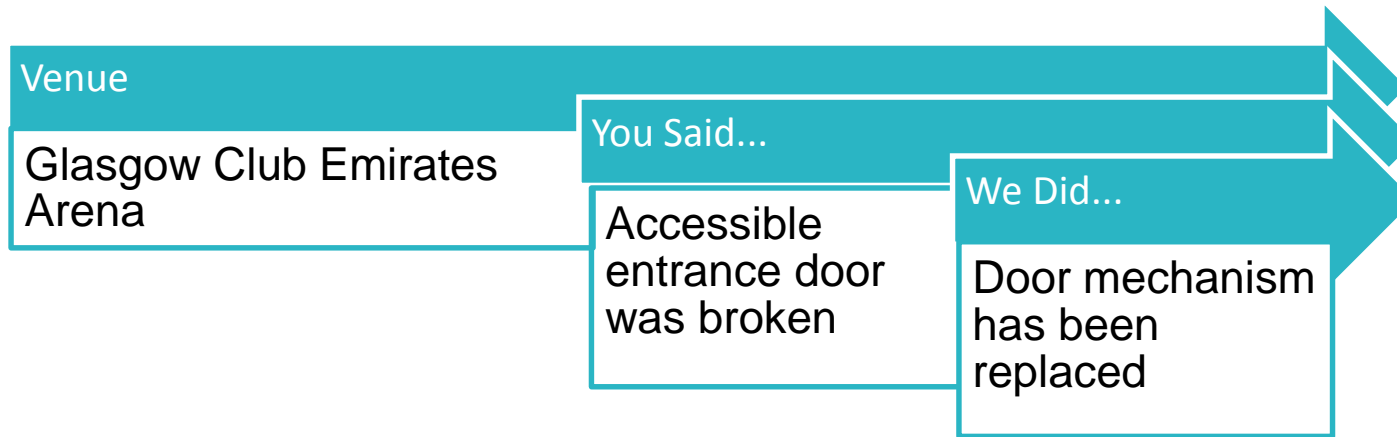 Venue
Glasgow Club Emirates
Arena
You Said...
Accessible
entrance door
was broken
We Did...
Door mechanism
has been
replaced